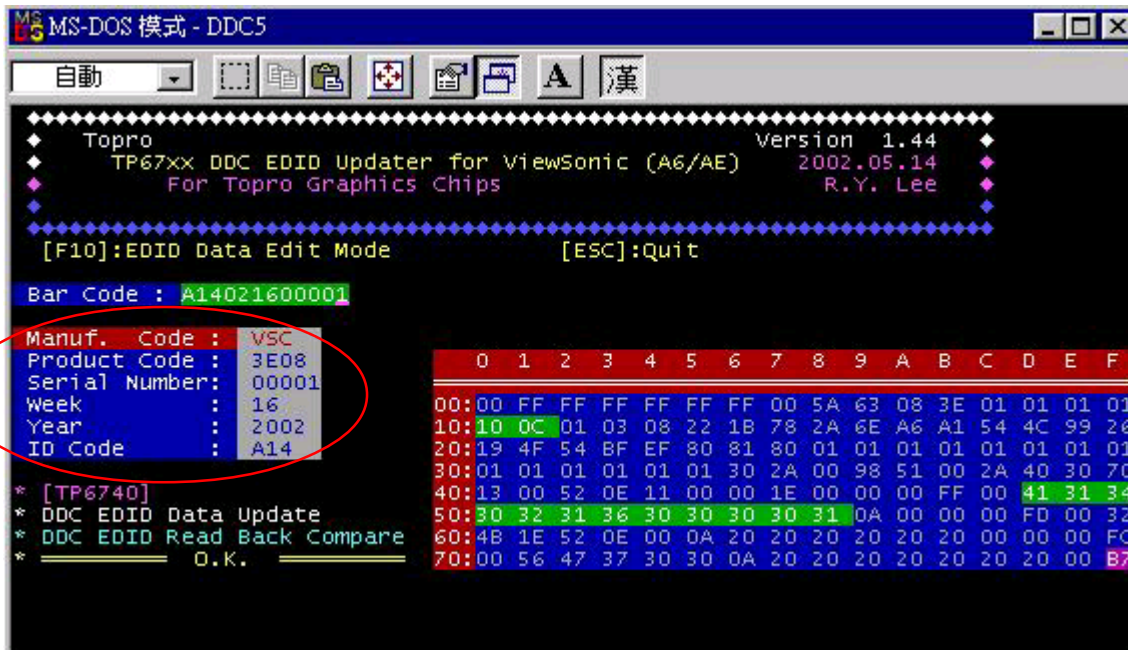 MS-DOS 模式 - DDC5
自動 A 漢
Topro Version 1.44
TP67xx DDC EDID Updater for ViewSonic (A6/AE) 2002.05.14
For Topro Graphics Chips R.Y. Lee
[F10]:EDID Data Edit Mode [ESC]:Quit
Bar Code : A14021600001
Manuf. Code : VSC
Product Code : 3E08
Serial Number: 00001
Week : 16
Year : 2002
ID Code : A14
* [TP6740]
* DDC EDID Data Update
* DDC EDID Read Back Compare
* O.K.
0 1 2 3 4 5 6 7 8 9 A B C D E F
00:00 FF FF FF FF FF FF 00 5A 63 08 3E 01 01 01 01
10:10 0C 01 03 08 22 1B 78 2A 6E A6 A1 54 4C 99 26
20:19 4F 54 BF EF 80 81 80 01 01 01 01 01 01 01 01
30:01 01 01 01 01 01 30 2A 00 98 51 00 2A 40 30 70
40:13 00 52 0E 11 00 00 1E 00 00 00 FF 00 41 31 34
50:30 32 31 36 30 30 30 30 31 0A 00 00 00 FD 00 32
60:4B 1E 52 0E 00 0A 20 20 20 20 20 20 00 00 00 FC
70:00 56 47 37 30 30 0A 20 20 20 20 20 20 20 00 B7